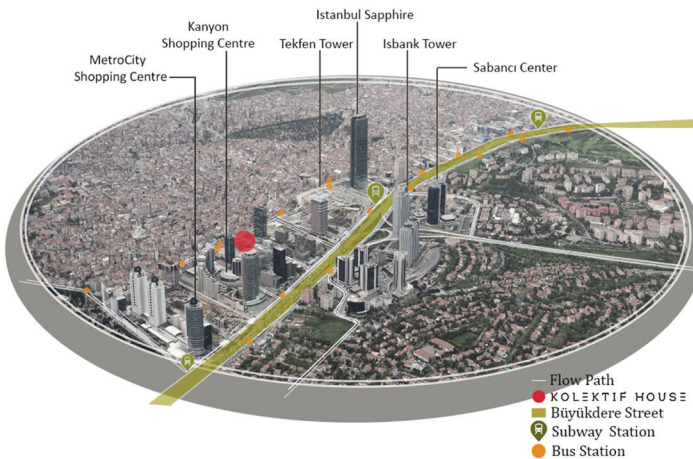 Istanbul Sapphire
Kanyon
Shopping Centre
Tekfen Tower
Isbank Tower
MetroCity
Shopping Centre
Sabancı Center
Flow Path
KOLEKTIF HOUSE
Büyükdere Street
Subway Station
Bus Station